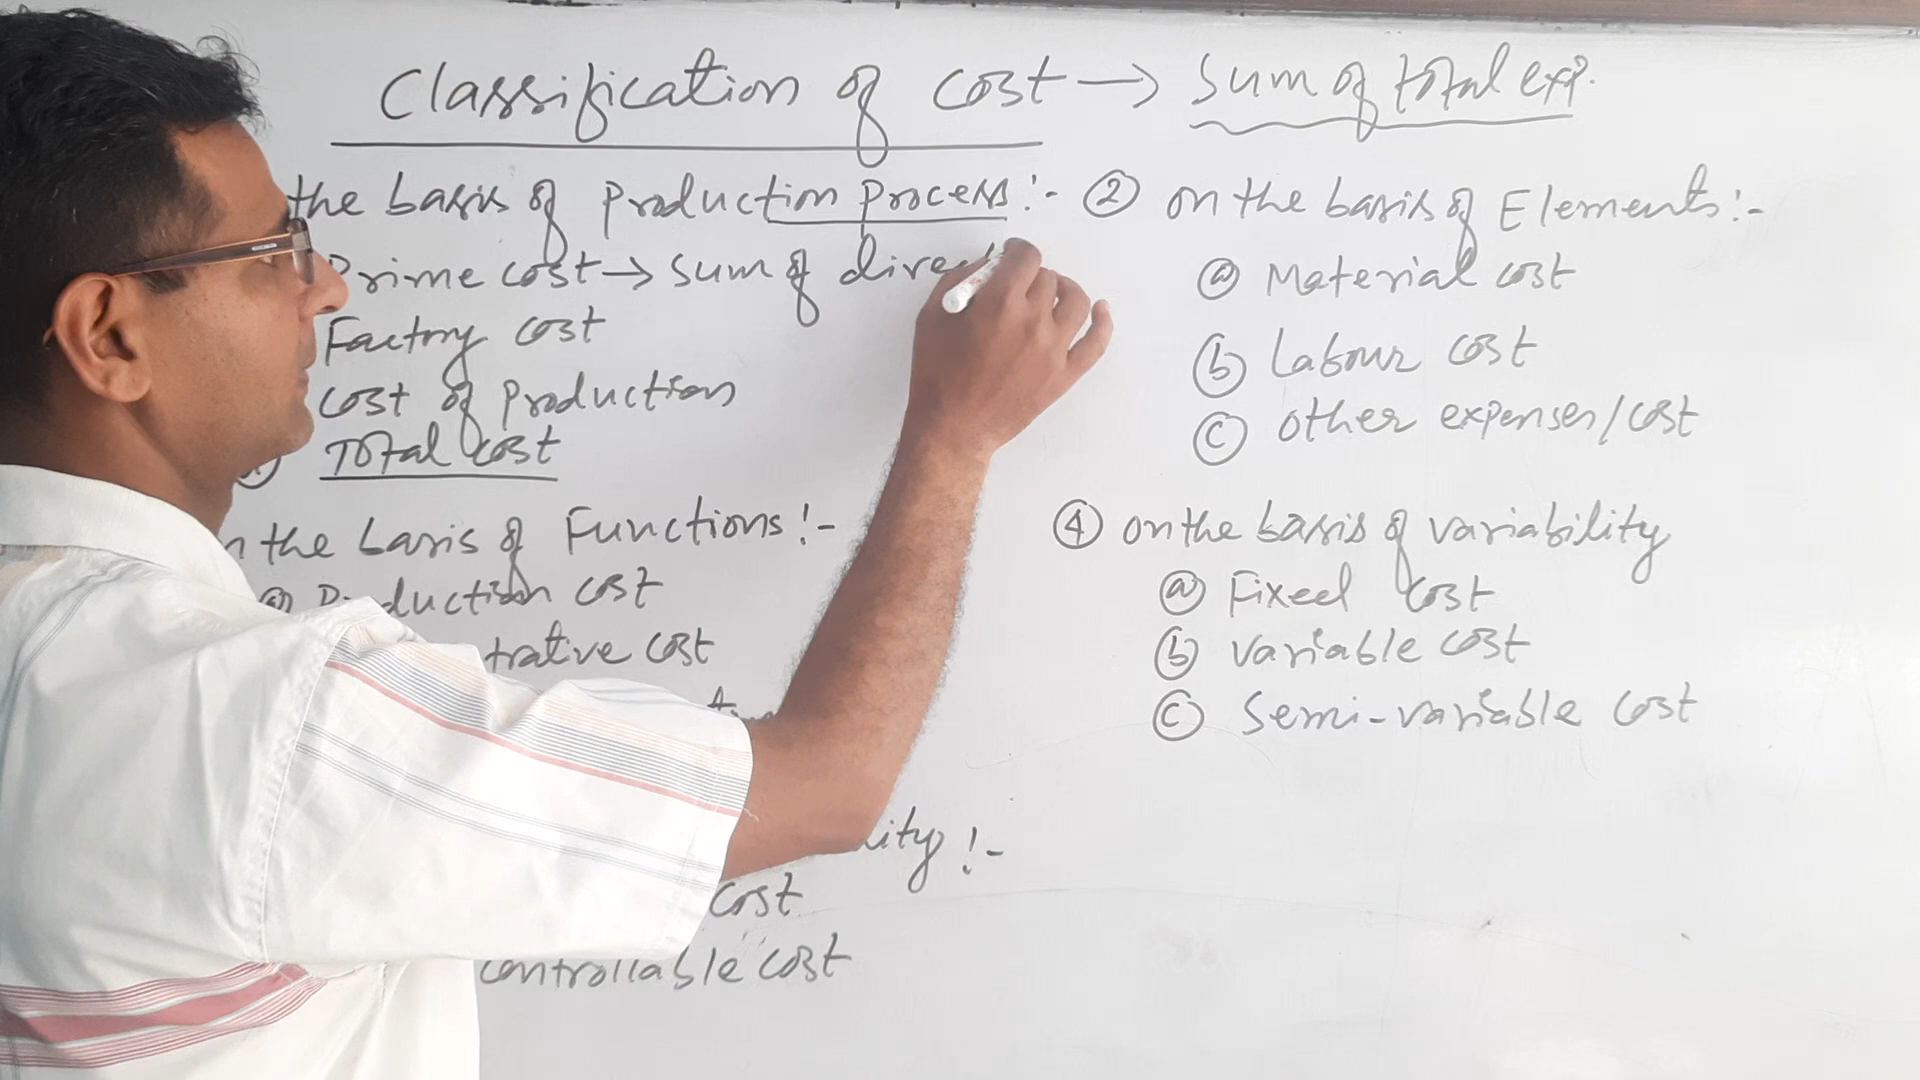 Classification of cost → sum of total exp.
the basis of production process :-
Prime cost → sum of direct
Factory cost
cost of production
Total cost
② on the basis of Elements :-
ⓐ Material cost
ⓑ Labour cost
ⓒ other expenses/cost
the basis of Functions :-
ⓐ Production cost
trative cost
④ on the basis of variability
ⓐ Fixed cost
ⓑ variable cost
ⓒ Semi-variable cost
ity :-
cost
controllable cost